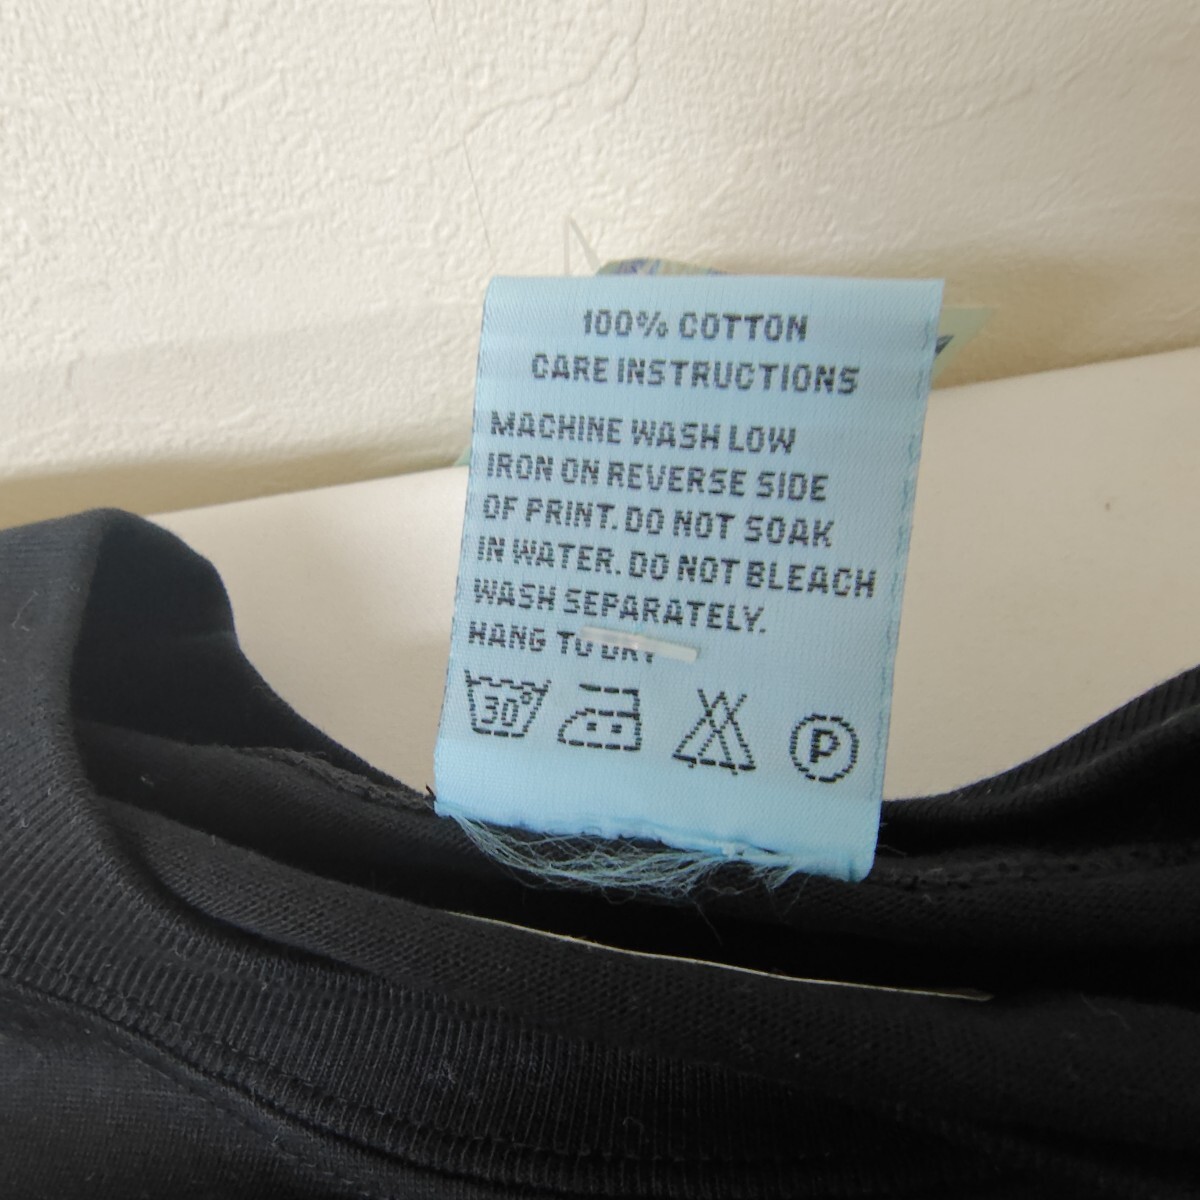 100% COTTON
CARE INSTRUCTIONS
MACHINE WASH LOW
IRON ON REVERSE SIDE
OF PRINT. DO NOT SOAK
IN WATER. DO NOT BLEACH
WASH SEPARATELY.
HANG TO DRY
30° P